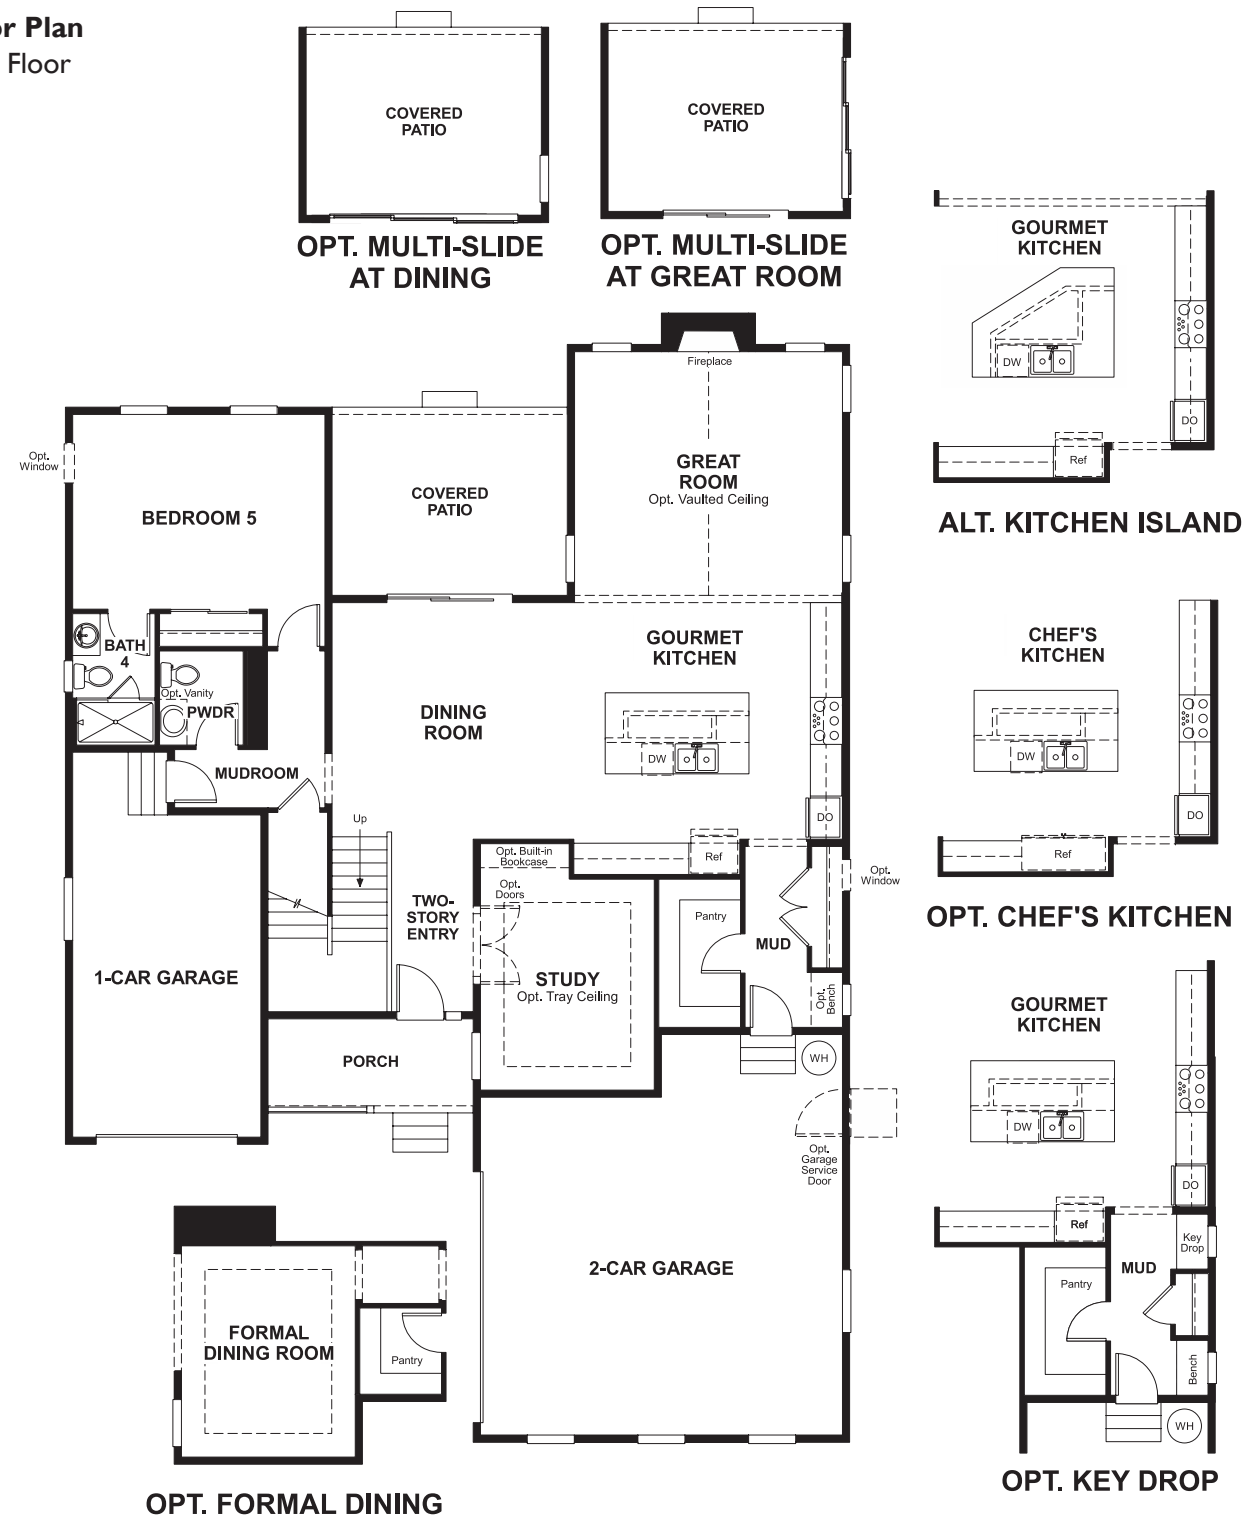 or Plan
Floor
COVERED
PATIO
OPT. MULTI-SLIDE
AT DINING
COVERED
PATIO
OPT. MULTI-SLIDE
AT GREAT ROOM
GOURMET
KITCHEN
DW
DO
Ref
ALT. KITCHEN ISLAND
Fireplace
GREAT
ROOM
Opt. Vaulted Ceiling
Opt.
Window
BEDROOM 5
COVERED
PATIO
BATH
4
Opt. Vanity
PWDR
MUDROOM
DINING
ROOM
GOURMET
KITCHEN
DW
DO
Ref
CHEF'S
KITCHEN
DW
DO
Ref
OPT. CHEF'S KITCHEN
Up
Opt. Built-in
Bookcase
Opt.
Doors
TWO-
STORY
ENTRY
Pantry
MUD
Opt.
Window
Opt.
Bench
STUDY
Opt. Tray Ceiling
1-CAR GARAGE
PORCH
WH
Opt.
Garage
Service
Door
2-CAR GARAGE
GOURMET
KITCHEN
DW
DO
Ref
Key
Drop
MUD
Pantry
Bench
WH
OPT. KEY DROP
FORMAL
DINING ROOM
Pantry
OPT. FORMAL DINING